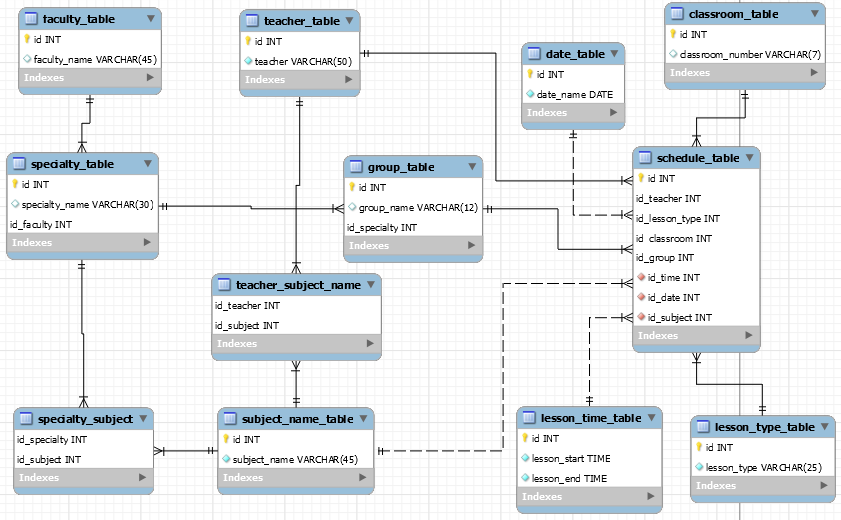 faculty_table
id INT
faculty_name VARCHAR(45)
Indexes
teacher_table
id INT
teacher VARCHAR(50)
Indexes
date_table
id INT
date_name DATE
Indexes
classroom_table
id INT
classroom_number VARCHAR(7)
Indexes
specialty_table
id INT
specialty_name VARCHAR(30)
id_faculty INT
Indexes
group_table
id INT
group_name VARCHAR(12)
id_specialty INT
Indexes
schedule_table
id INT
id_teacher INT
id_lesson_type INT
id_classroom INT
id_group INT
id_time INT
id_date INT
id_subject INT
Indexes
teacher_subject_name
id_teacher INT
id_subject INT
Indexes
specialty_subject
id_specialty INT
id_subject INT
Indexes
subject_name_table
id INT
subject_name VARCHAR(45)
Indexes
lesson_time_table
id INT
lesson_start TIME
lesson_end TIME
Indexes
lesson_type_table
id INT
lesson_type VARCHAR(25)
Indexes